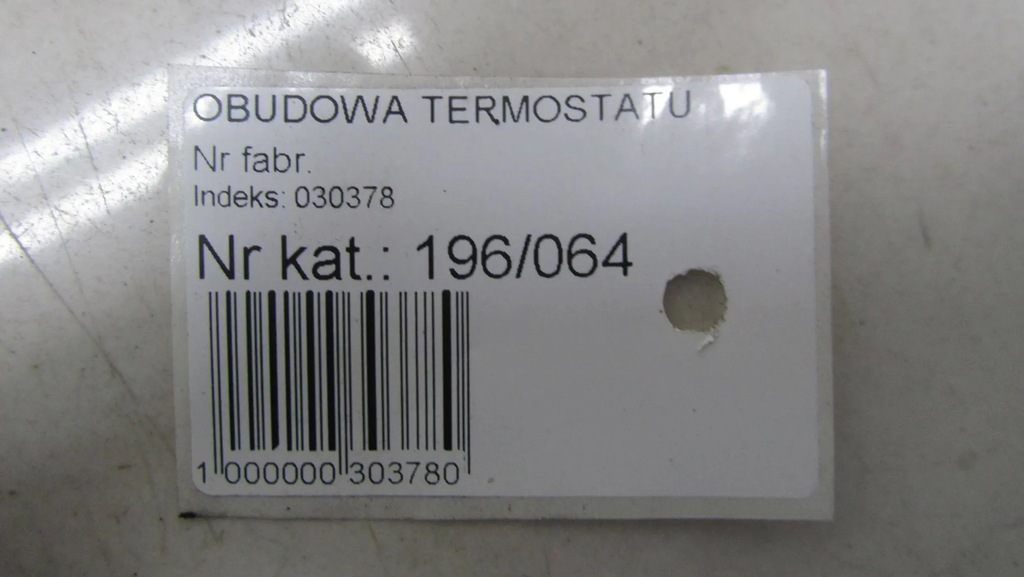 OBUDOWA TERMOSTATU
Nr fabr.
Indeks: 030378
Nr kat.: 196/064
1 000000 303780